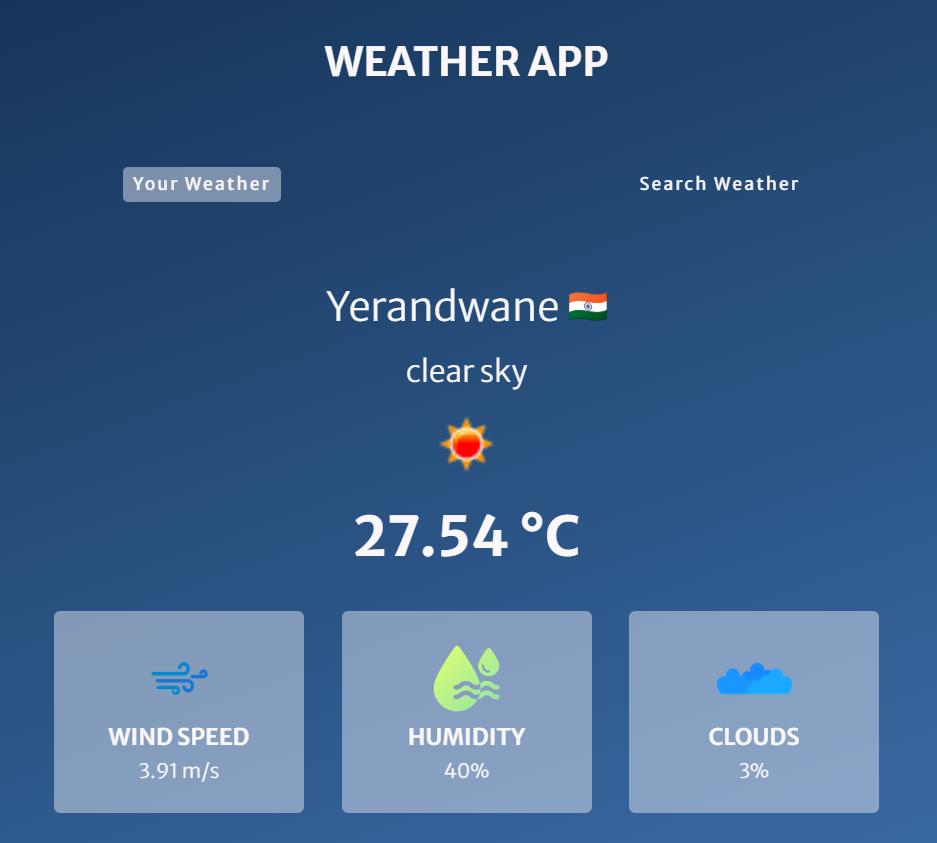 WEATHER APP
Your Weather
Search Weather
Yerandwane
clear sky
27.54 °C
WIND SPEED
3.91 m/s
HUMIDITY
40%
CLOUDS
3%